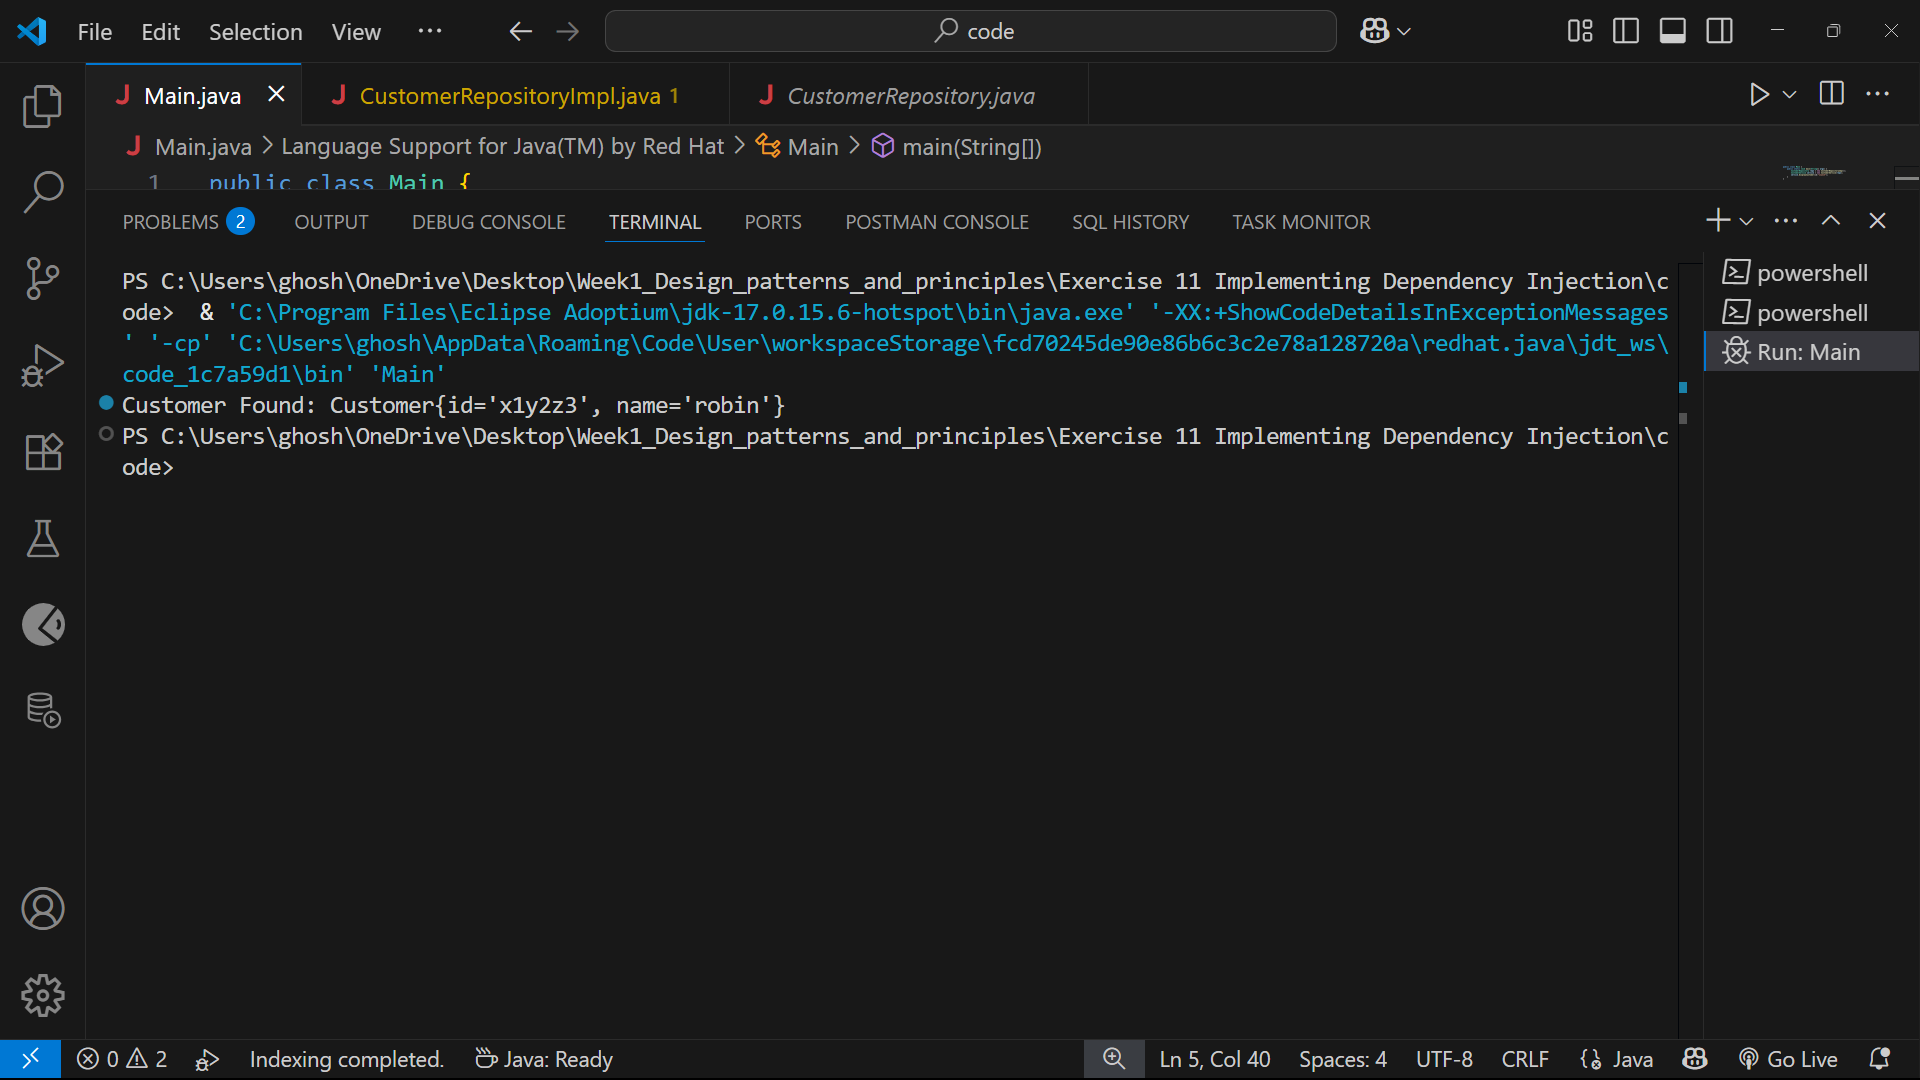 File Edit Selection View ··· code
Main.java CustomerRepositoryImpl.java 1 CustomerRepository.java
Main.java > Language Support for Java(TM) by Red Hat > Main > main(String[])
1 public class Main {
PROBLEMS 2 OUTPUT DEBUG CONSOLE TERMINAL PORTS POSTMAN CONSOLE SQL HISTORY TASK MONITOR
PS C:\Users\ghosh\OneDrive\Desktop\Week1_Design_patterns_and_principles\Exercise 11 Implementing Dependency Injection\c
ode>  & 'C:\Program Files\Eclipse Adoptium\jdk-17.0.15.6-hotspot\bin\java.exe' '-XX:+ShowCodeDetailsInExceptionMessages
' '-cp' 'C:\Users\ghosh\AppData\Roaming\Code\User\workspaceStorage\fcd70245de90e86b6c3c2e78a128720a\redhat.java\jdt_ws\
code_1c7a59d1\bin' 'Main'
Customer Found: Customer{id='x1y2z3', name='robin'}
PS C:\Users\ghosh\OneDrive\Desktop\Week1_Design_patterns_and_principles\Exercise 11 Implementing Dependency Injection\c
ode>
powershell
powershell
Run: Main
0 2 Indexing completed. Java: Ready Ln 5, Col 40 Spaces: 4 UTF-8 CRLF Java Go Live